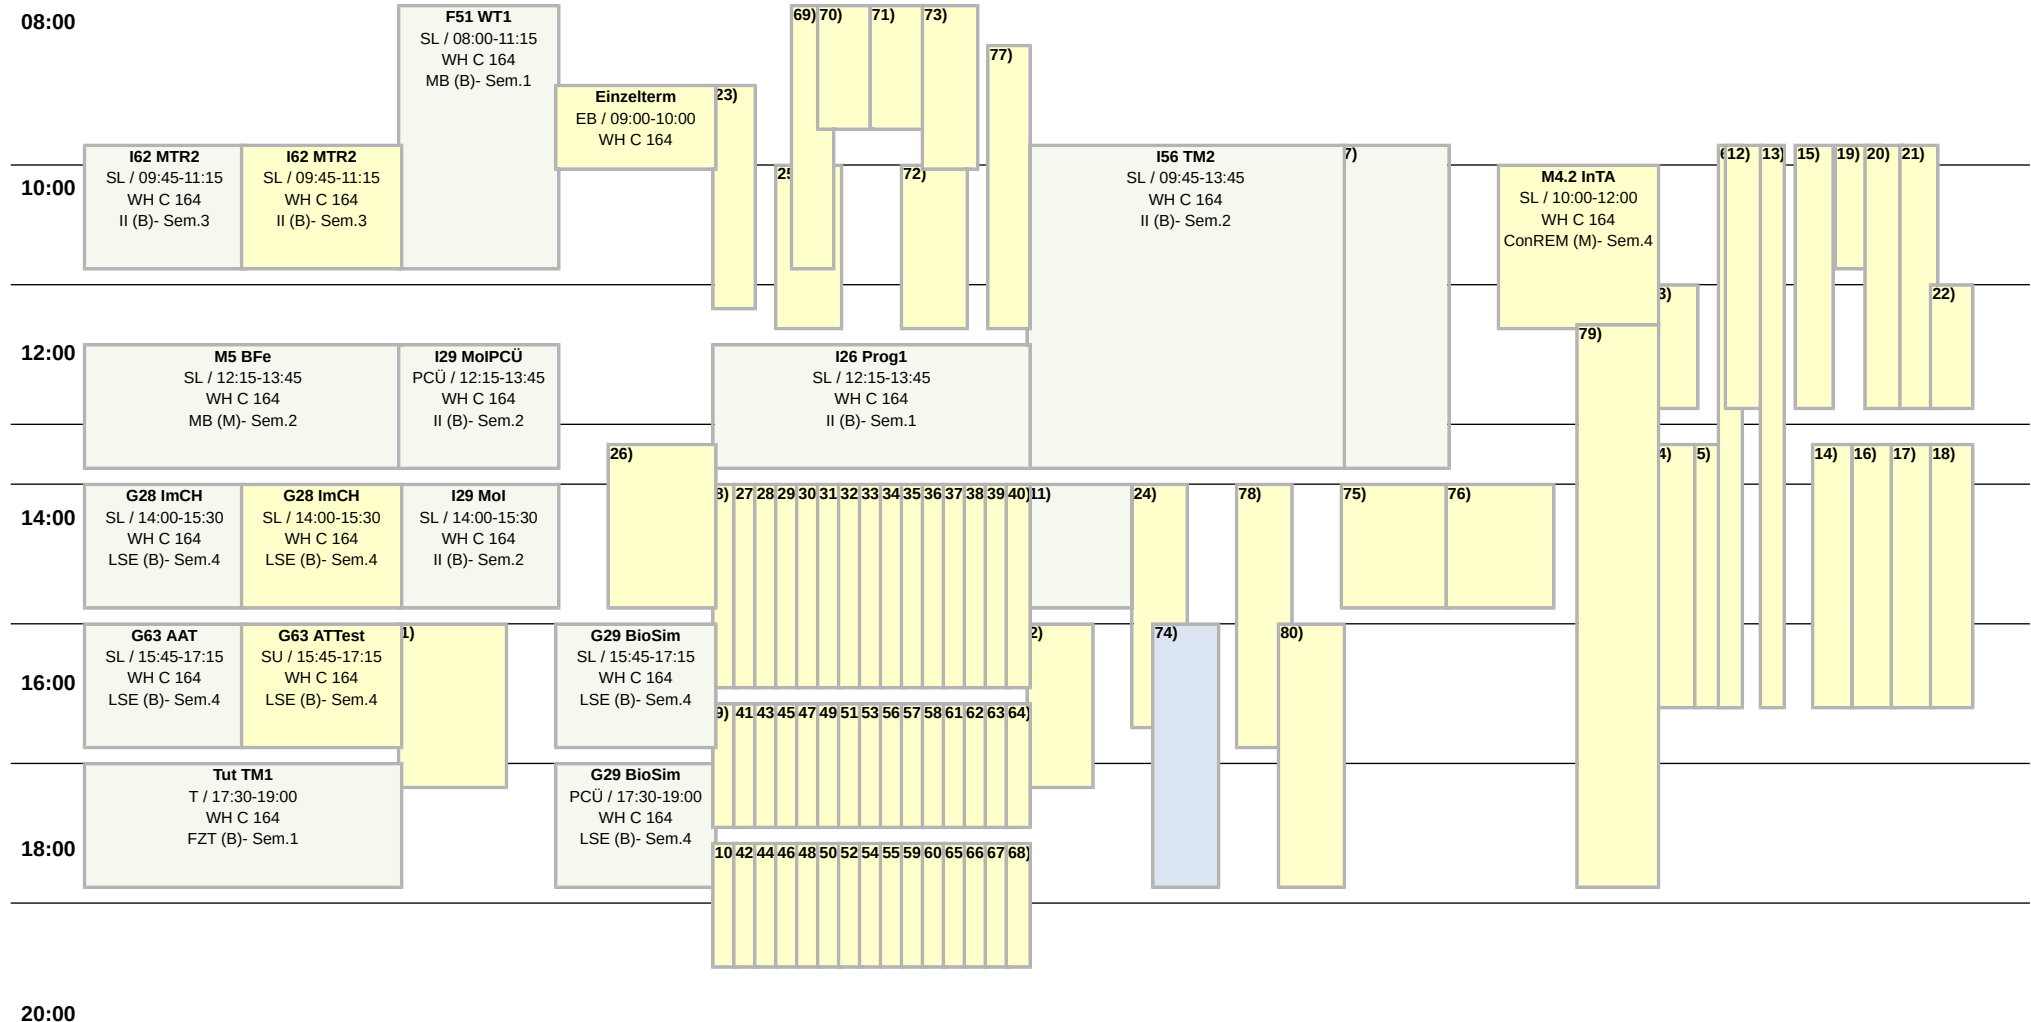 08:00
F51 WT1
SL / 08:00-11:15
WH C 164
MB (B)- Sem.1
69)
70)
71)
73)
77)
Einzelterm
EB / 09:00-10:00
WH C 164
23)
I62 MTR2
SL / 09:45-11:15
WH C 164
II (B)- Sem.3
I62 MTR2
SL / 09:45-11:15
WH C 164
II (B)- Sem.3
25
72)
I56 TM2
SL / 09:45-13:45
WH C 164
II (B)- Sem.2
7)
10:00
M4.2 InTA
SL / 10:00-12:00
WH C 164
ConREM (M)- Sem.4
6
12)
13)
15)
19)
20)
21)
3)
22)
79)
12:00
M5 BFe
SL / 12:15-13:45
WH C 164
MB (M)- Sem.2
I29 MolPCÜ
PCÜ / 12:15-13:45
WH C 164
II (B)- Sem.2
I26 Prog1
SL / 12:15-13:45
WH C 164
II (B)- Sem.1
26)
4)
5)
14)
16)
17)
18)
14:00
G28 ImCH
SL / 14:00-15:30
WH C 164
LSE (B)- Sem.4
G28 ImCH
SL / 14:00-15:30
WH C 164
LSE (B)- Sem.4
I29 Mol
SL / 14:00-15:30
WH C 164
II (B)- Sem.2
8)
27
28
29
30
31
32
33
34
35
36
37
38
39
40)
11)
24)
78)
75)
76)
16:00
G63 AAT
SL / 15:45-17:15
WH C 164
LSE (B)- Sem.4
G63 ATTest
SU / 15:45-17:15
WH C 164
LSE (B)- Sem.4
1)
G29 BioSim
SL / 15:45-17:15
WH C 164
LSE (B)- Sem.4
2)
74)
80)
9)
41
43
45
47
49
51
53
56
57
58
61
62
63
64)
18:00
Tut TM1
T / 17:30-19:00
WH C 164
FZT (B)- Sem.1
G29 BioSim
PCÜ / 17:30-19:00
WH C 164
LSE (B)- Sem.4
10
42
44
46
48
50
52
54
55
59
60
65
66
67
68)
20:00